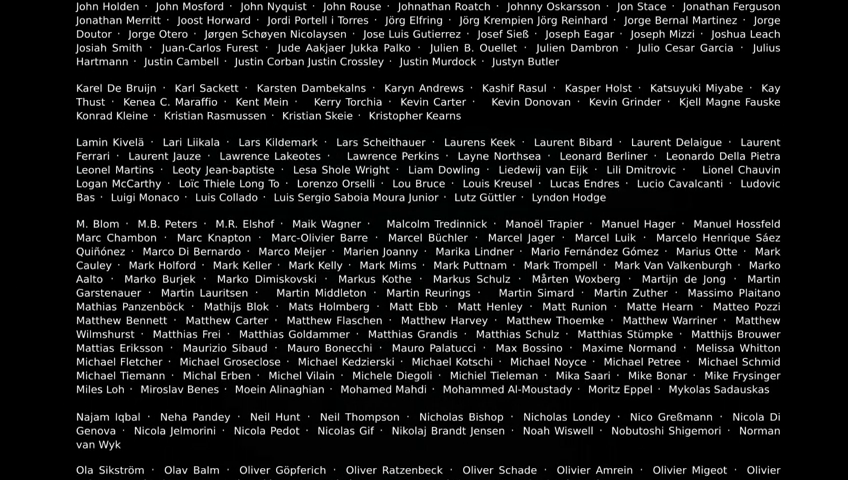 John Holden · John Mosford · John Nyquist · John Rouse · Johnathan Roatch · Johnny Oskarsson · Jon Stace · Jonathan Ferguson
Jonathan Merritt · Joost Horward · Jordi Portell i Torres · Jörg Elfring · Jörg Krempien Jörg Reinhard · Jorge Bernal Martinez · Jorge
Doutor · Jorge Otero · Jørgen Schøyen Nicolaysen · Jose Luis Gutierrez · Josef Sieß · Joseph Eagar · Joseph Mizzi · Joshua Leach
Josiah Smith · Juan-Carlos Furest · Jude Aakjaer Jukka Palko · Julien B. Ouellet · Julien Dambron · Julio Cesar Garcia · Julius
Hartmann · Justin Cambell · Justin Corban Justin Crossley · Justin Murdock · Justyn Butler
Karel De Bruijn · Karl Sackett · Karsten Dambekalns · Karyn Andrews · Kashif Rasul · Kasper Holst · Katsuyuki Miyabe · Kay
Thust · Kenea C. Maraffio · Kent Mein · Kerry Torchia · Kevin Carter · Kevin Donovan · Kevin Grinder · Kjell Magne Fauske
Konrad Kleine · Kristian Rasmussen · Kristian Skeie · Kristopher Kearns
Lamin Kivelä · Lari Liikala · Lars Kildemark · Lars Scheithauer · Laurens Keek · Laurent Bibard · Laurent Delaigue · Laurent
Ferrari · Laurent Jauze · Lawrence Lakeotes · Lawrence Perkins · Layne Northsea · Leonard Berliner · Leonardo Della Pietra
Leonel Martins · Leoty Jean-baptiste · Lesa Shole Wright · Liam Dowling · Liedewij van Eijk · Lili Dmitrovic · Lionel Chauvin
Logan McCarthy · Loïc Thiele Long To · Lorenzo Orselli · Lou Bruce · Louis Kreusel · Lucas Endres · Lucio Cavalcanti · Ludovic
Bas · Luigi Monaco · Luis Collado · Luis Sergio Saboia Moura Junior · Lutz Güttler · Lyndon Hodge
M. Blom · M.B. Peters · M.R. Elshof · Maik Wagner · Malcolm Tredinnick · Manoël Trapier · Manuel Hager · Manuel Hossfeld
Marc Chambon · Marc Knapton · Marc-Olivier Barre · Marcel Büchler · Marcel Jager · Marcel Luik · Marcelo Henrique Sáez
Quiñónez · Marco Di Bernardo · Marco Meijer · Marien Joanny · Marika Lindner · Mario Fernández Gómez · Marius Otte · Mark
Cauley · Mark Holford · Mark Keller · Mark Kelly · Mark Mims · Mark Puttnam · Mark Trompell · Mark Van Valkenburgh · Marko
Aalto · Marko Burjek · Marko Dimiskovski · Markus Kothe · Markus Schulz · Mårten Woxberg · Martijn de Jong · Martin
Garstenauer · Martin Lauritsen · Martin Middleton · Martin Reurings · Martin Simard · Martin Zuther · Massimo Plaitano
Mathias Panzenböck · Mathijs Blok · Mats Holmberg · Matt Ebb · Matt Henley · Matt Runion · Matte Hearn · Matteo Pozzi
Matthew Bennett · Matthew Carter · Matthew Flaschen · Matthew Harvey · Matthew Thoemke · Matthew Warriner · Matthew
Wilmshurst · Matthias Frei · Matthias Goldammer · Matthias Grandis · Matthias Schulz · Matthias Stümpke · Matthijs Brouwer
Mattias Eriksson · Maurizio Sibaud · Mauro Bonecchi · Mauro Palatucci · Max Bossino · Maxime Normand · Melissa Whitton
Michael Fletcher · Michael Groseclose · Michael Kedzierski · Michael Kotschi · Michael Noyce · Michael Petree · Michael Schmid
Michael Tiemann · Michal Erben · Michel Vilain · Michele Diegoli · Michiel Tieleman · Mika Saari · Mike Bonar · Mike Frysinger
Miles Loh · Miroslav Benes · Moein Alinaghian · Mohamed Mahdi · Mohammed Al-Moustady · Moritz Eppel · Mykolas Sadauskas
Najam Iqbal · Neha Pandey · Neil Hunt · Neil Thompson · Nicholas Bishop · Nicholas Londey · Nico Greßmann · Nicola Di
Genova · Nicola Jelmorini · Nicola Pedot · Nicolas Gif · Nikolaj Brandt Jensen · Noah Wiswell · Nobutoshi Shigemori · Norman
van Wyk
Ola Sikström · Olav Balm · Oliver Göpferich · Oliver Ratzenbeck · Oliver Schade · Olivier Amrein · Olivier Migeot · Olivier